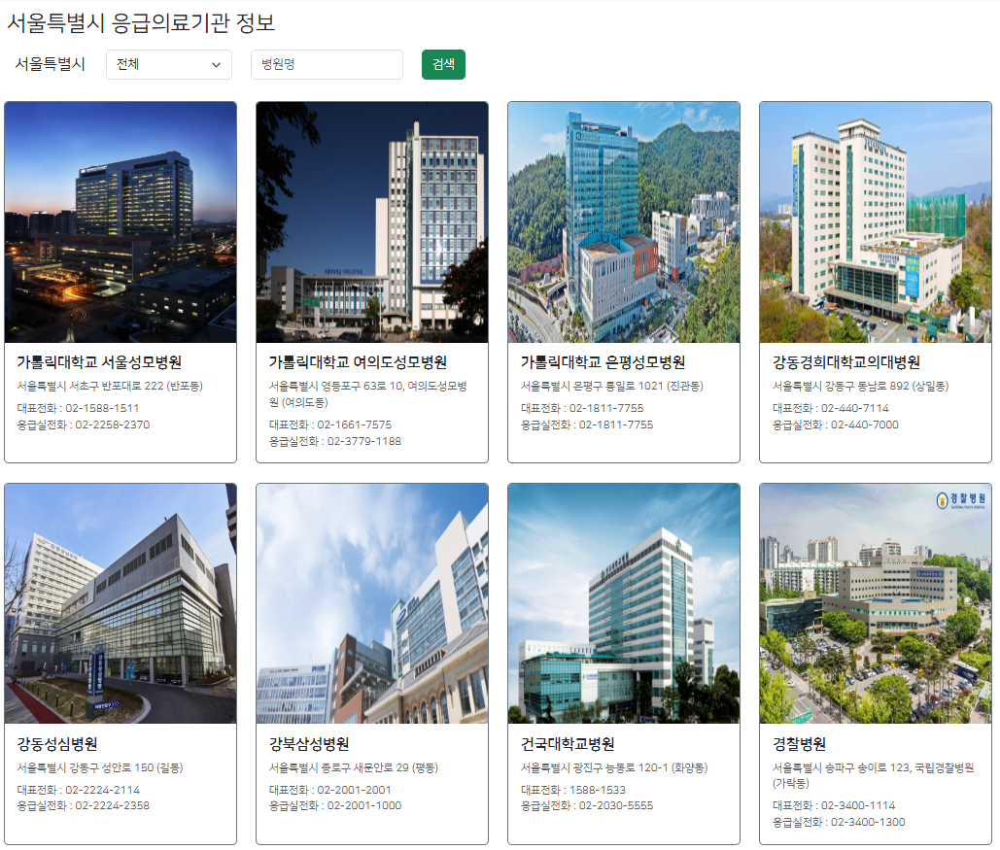 서울특별시 응급의료기관 정보
서울특별시 전체 병원명 검색
가톨릭대학교 서울성모병원
서울특별시 서초구 반포대로 222 (반포동)
대표전화 : 02-1588-1511
응급실전화 : 02-2258-2370
가톨릭대학교 여의도성모병원
서울특별시 영등포구 63로 10, 여의도성모병
원 (여의도동)
대표전화 : 02-1661-7575
응급실전화 : 02-3779-1188
가톨릭대학교 은평성모병원
서울특별시 은평구 통일로 1021 (진관동)
대표전화 : 02-1811-7755
응급실전화 : 02-1811-7755
강동경희대학교의대병원
서울특별시 강동구 동남로 892 (상일동)
대표전화 : 02-440-7114
응급실전화 : 02-440-7000
강동성심병원
강동성심병원
서울특별시 강동구 성안로 150 (길동)
대표전화 : 02-2224-2114
응급실전화 : 02-2224-2358
강북삼성병원
서울특별시 종로구 새문안로 29 (평동)
대표전화 : 02-2001-2001
응급실전화 : 02-2001-1000
건국대학교병원
서울특별시 광진구 능동로 120-1 (화양동)
대표전화 : 1588-1533
응급실전화 : 02-2030-5555
경찰병원
NATIONAL POLICE HOSPITAL
경찰병원
서울특별시 송파구 송이로 123, 국립경찰병원
(가락동)
대표전화 : 02-3400-1114
응급실전화 : 02-3400-1300